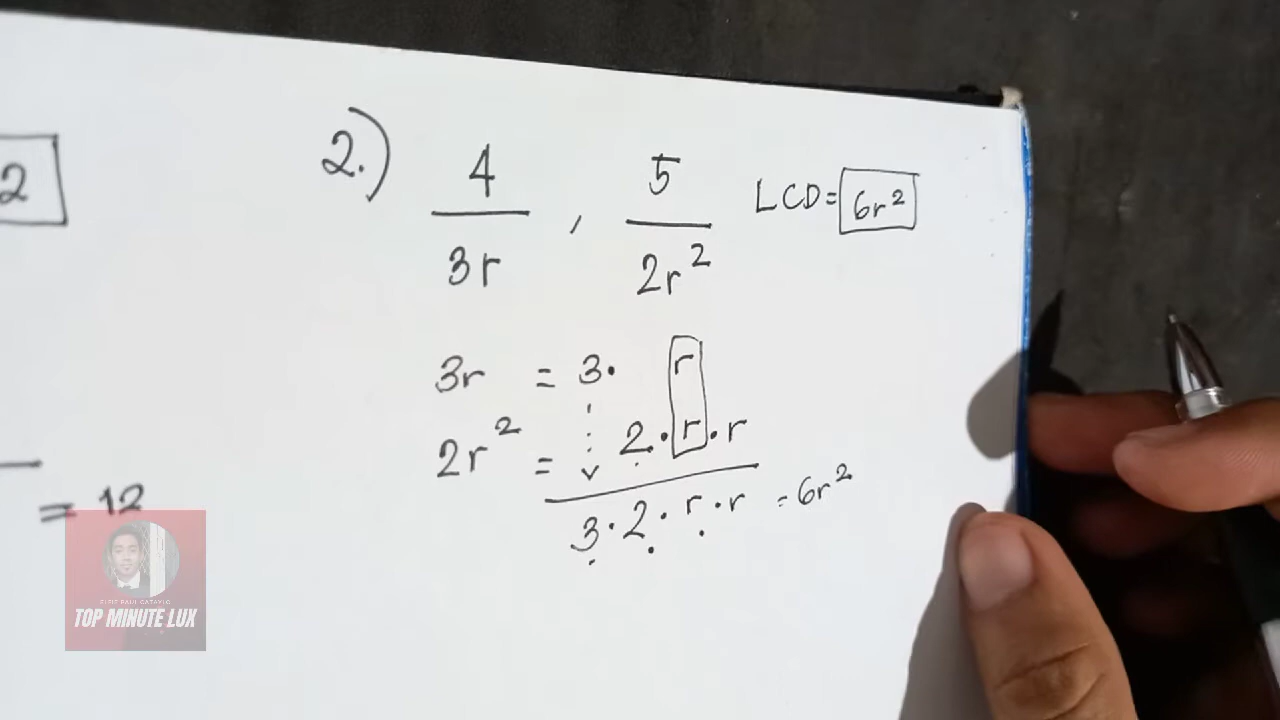 2
= 12
2.) 4/3r , 5/2r² LCD= 6r²
3r = 3· r
2r² = 2·r·r
3·2·r·r = 6r²
TOP MINUTE LUX